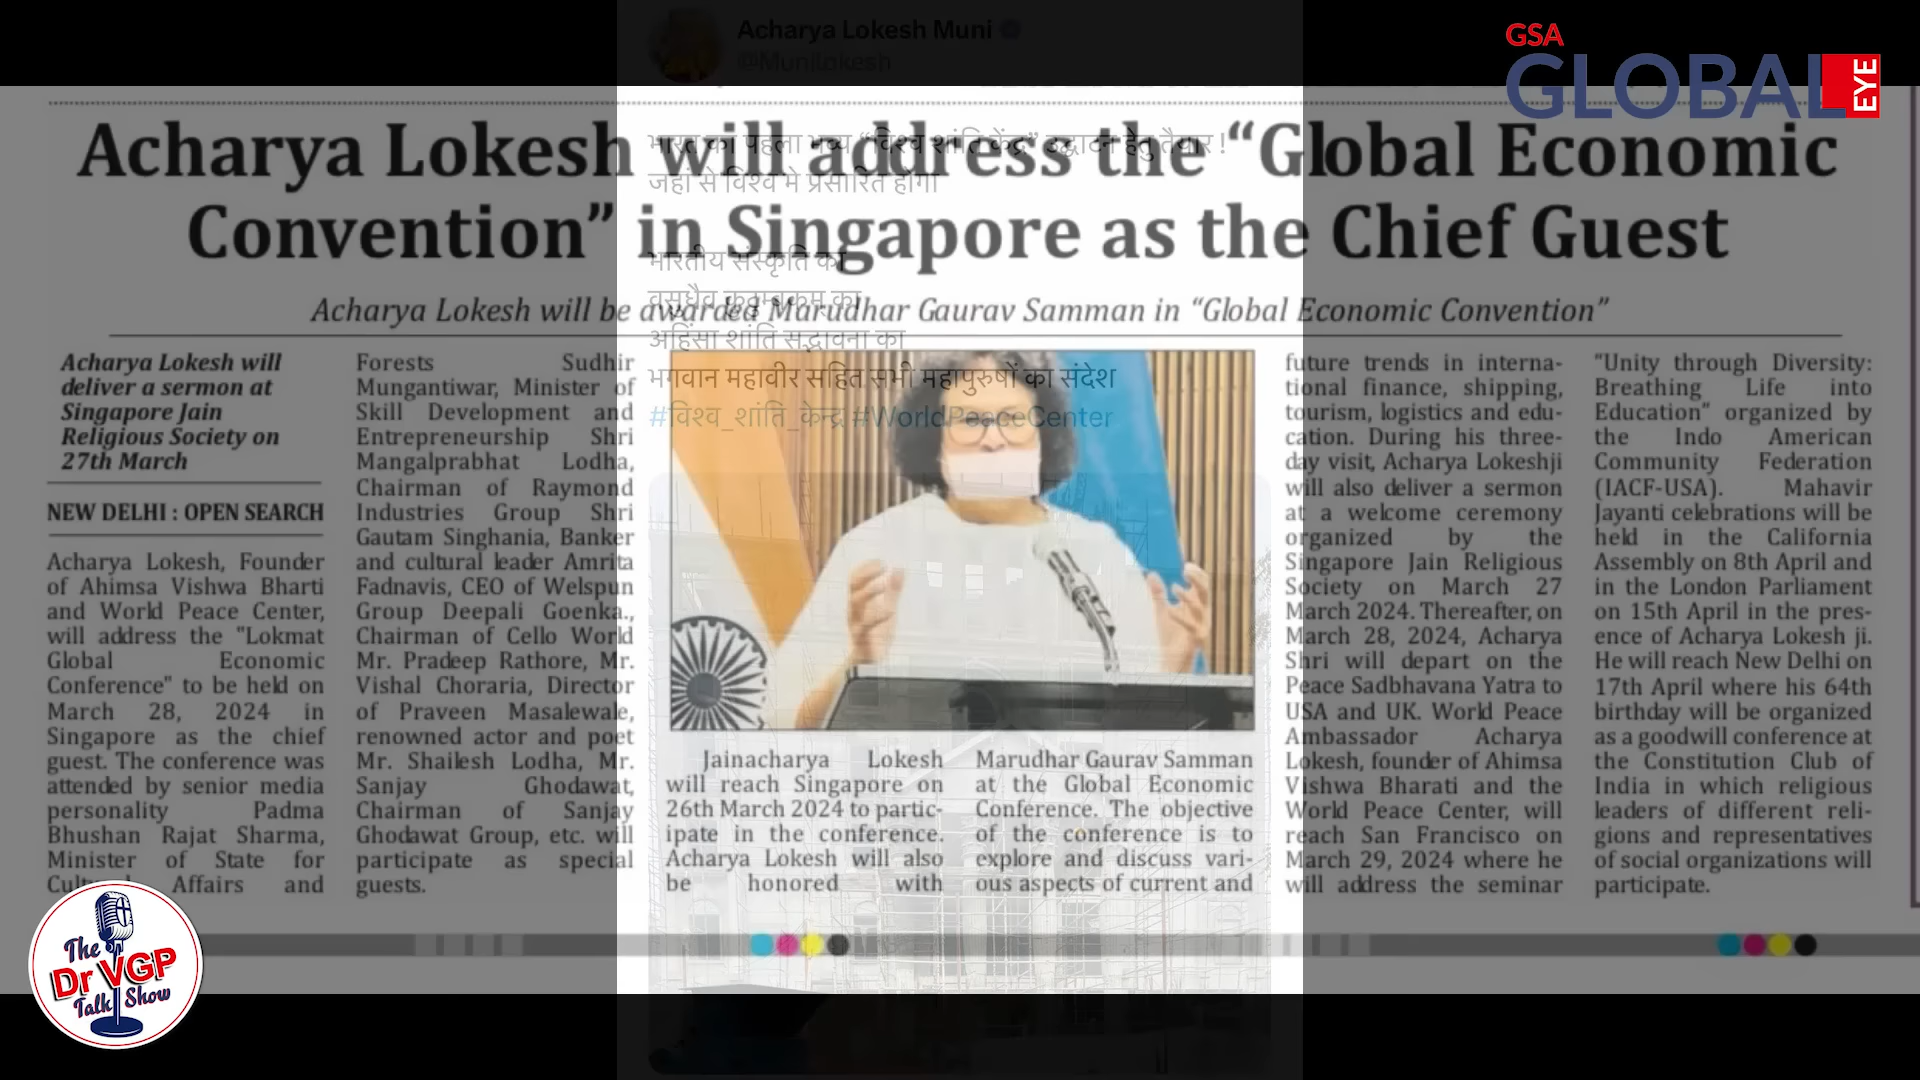 Acharya Lokesh Muni
@Munilokesh
GSA
GLOBAL
EYE
Acharya Lokesh will address the “Global Economic
Convention” in Singapore as the Chief Guest
Acharya Lokesh will be awarded Marudhar Gaurav Samman in “Global Economic Convention”
भारत का पहला भव्य “विश्व शांति केंद्र” उद्घाटन हेतु तैयार !
जहां से विश्व मे प्रसारित होगा
भारतीय संस्कृति का
वसुधैव कुटुम्बकम् का
अहिंसा शांति सद्भावना का
भगवान महावीर सहित सभी महापुरुषों का संदेश
#विश्व_शांति_केन्द्र #WorldPeaceCenter
Acharya Lokesh will
deliver a sermon at
Singapore Jain
Religious Society on
27th March
NEW DELHI : OPEN SEARCH
Acharya Lokesh, Founder
of Ahimsa Vishwa Bharti
and World Peace Center,
will address the "Lokmat
Global Economic
Conference" to be held on
March 28, 2024 in
Singapore as the chief
guest. The conference was
attended by senior media
personality Padma
Bhushan Rajat Sharma,
Minister of State for
Cultural Affairs and
Forests Sudhir
Mungantiwar, Minister of
Skill Development and
Entrepreneurship Shri
Mangalprabhat Lodha,
Chairman of Raymond
Industries Group Shri
Gautam Singhania, Banker
and cultural leader Amrita
Fadnavis, CEO of Welspun
Group Deepali Goenka.,
Chairman of Cello World
Mr. Pradeep Rathore, Mr.
Vishal Choraria, Director
of Praveen Masalewale,
renowned actor and poet
Mr. Shailesh Lodha, Mr.
Sanjay Ghodawat,
Chairman of Sanjay
Ghodawat Group, etc. will
participate as special
guests.
Jainacharya Lokesh
will reach Singapore on
26th March 2024 to partic-
ipate in the conference.
Acharya Lokesh will also
be honored with
Marudhar Gaurav Samman
at the Global Economic
Conference. The objective
of the conference is to
explore and discuss vari-
ous aspects of current and
future trends in interna-
tional finance, shipping,
tourism, logistics and edu-
cation. During his three-
day visit, Acharya Lokeshji
will also deliver a sermon
at a welcome ceremony
organized by the
Singapore Jain Religious
Society on March 27
March 2024. Thereafter, on
March 28, 2024, Acharya
Shri will depart on the
Peace Sadbhavana Yatra to
USA and UK. World Peace
Ambassador Acharya
Lokesh, founder of Ahimsa
Vishwa Bharati and the
World Peace Center, will
reach San Francisco on
March 29, 2024 where he
will address the seminar
“Unity through Diversity:
Breathing Life into
Education” organized by
the Indo American
Community Federation
(IACF-USA). Mahavir
Jayanti celebrations will be
held in the California
Assembly on 8th April and
in the London Parliament
on 15th April in the pres-
ence of Acharya Lokesh ji.
He will reach New Delhi on
17th April where his 64th
birthday will be organized
as a goodwill conference at
the Constitution Club of
India in which religious
leaders of different reli-
gions and representatives
of social organizations will
participate.
The
Dr VGP
Talk Show